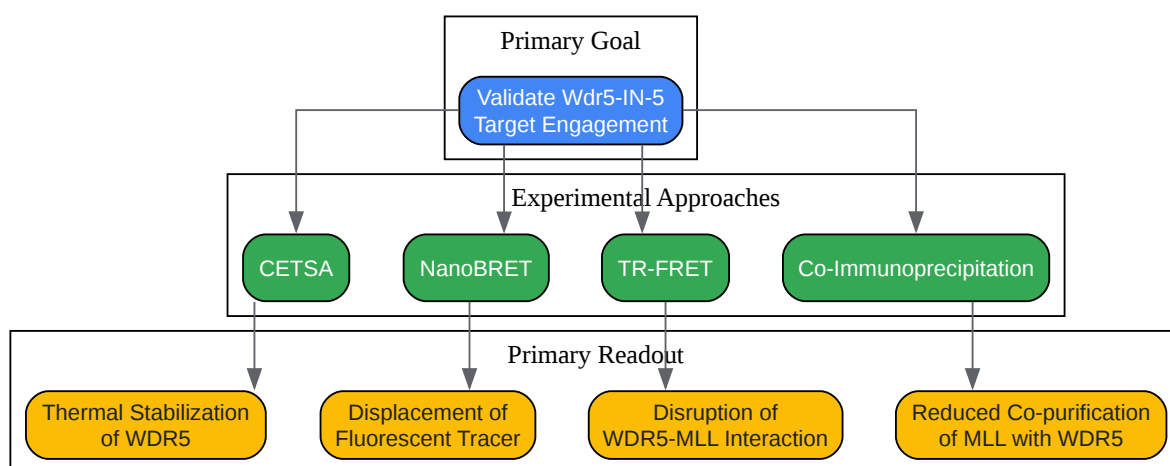 Primary Goal
Validate Wdr5-IN-5
Target Engagement
Experimental Approaches
CETSA
NanoBRET
TR-FRET
Co-Immunoprecipitation
Primary Readout
Thermal Stabilization
of WDR5
Displacement of
Fluorescent Tracer
Disruption of
WDR5-MLL Interaction
Reduced Co-purification
of MLL with WDR5